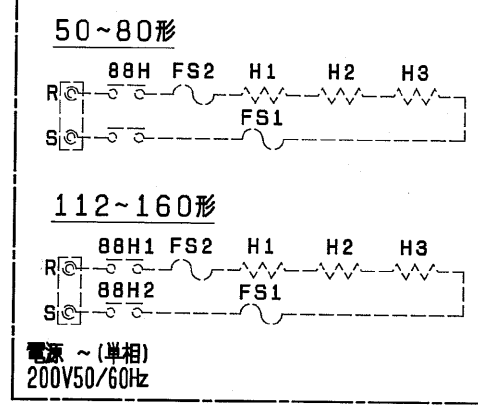 50~80形
88H FS2 H1 H2 H3
R
FS1
S
112~160形
88H1 FS2 H1 H2 H3
R
88H2 FS1
S
電源 ~(単相)
200V50/60Hz